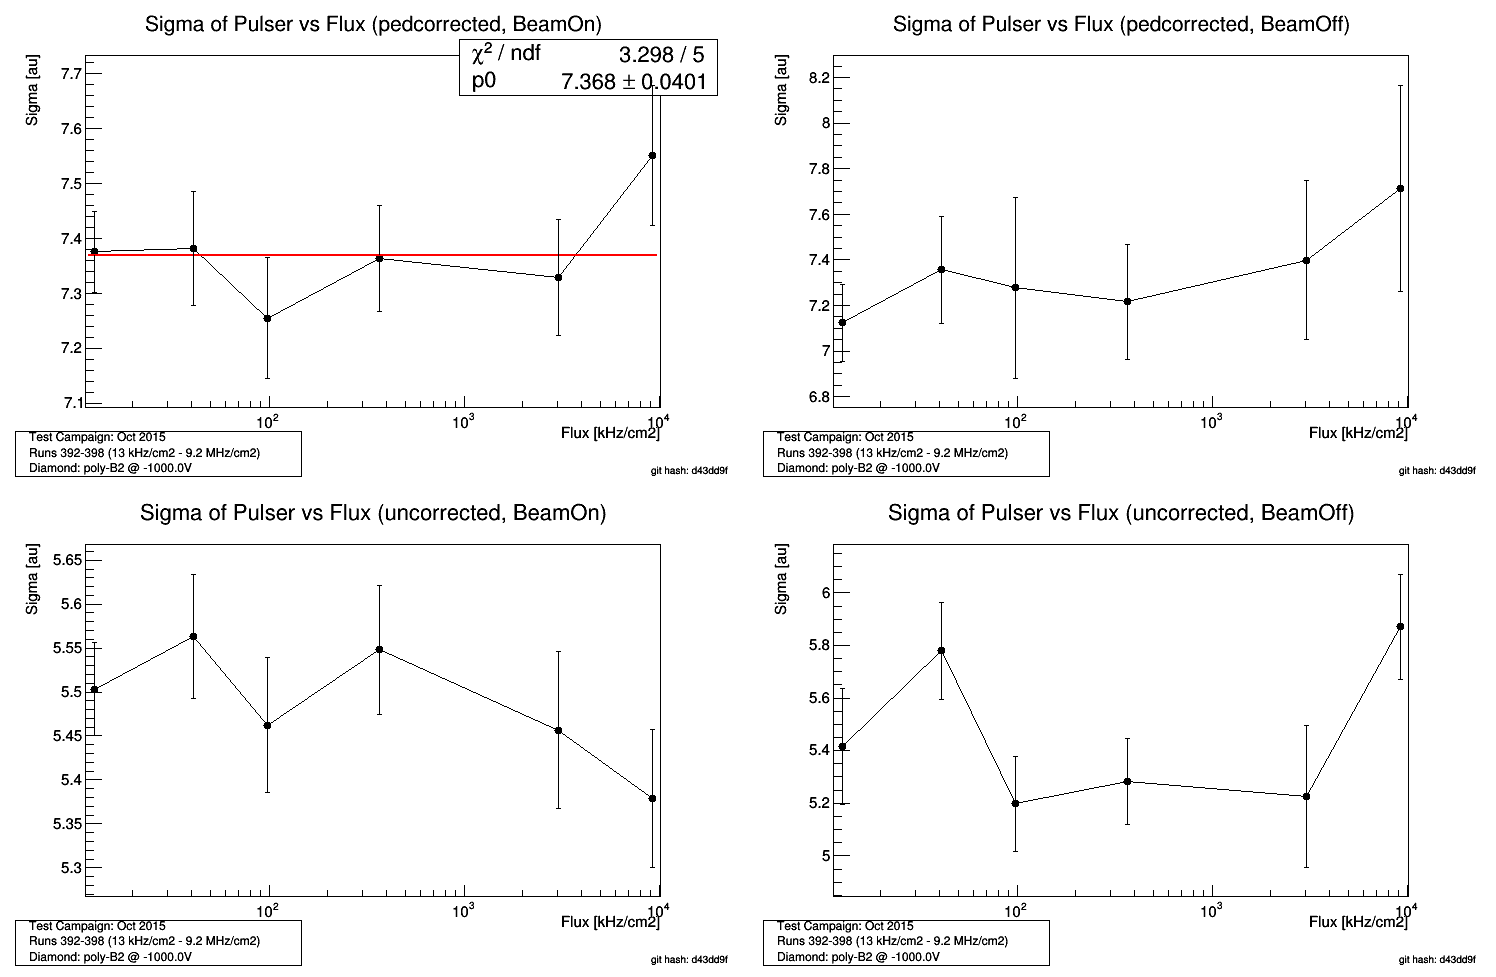 Sigma of Pulser vs Flux (pedcorrected, BeamOn)
χ² / ndf 3.298 / 5
p0 7.368 ± 0.0401
Sigma [au]
7.7
7.6
7.5
7.4
7.3
7.2
7.1
10² 10³ 10⁴
Flux [kHz/cm2]
Test Campaign: Oct 2015
Runs 392-398 (13 kHz/cm2 - 9.2 MHz/cm2)
Diamond: poly-B2 @ -1000.0V
git hash: d43dd9f
Sigma of Pulser vs Flux (pedcorrected, BeamOff)
Sigma [au]
8.2
8
7.8
7.6
7.4
7.2
7
6.8
10² 10³ 10⁴
Flux [kHz/cm2]
Test Campaign: Oct 2015
Runs 392-398 (13 kHz/cm2 - 9.2 MHz/cm2)
Diamond: poly-B2 @ -1000.0V
git hash: d43dd9f
Sigma of Pulser vs Flux (uncorrected, BeamOn)
Sigma [au]
5.65
5.6
5.55
5.5
5.45
5.4
5.35
5.3
10² 10³ 10⁴
Flux [kHz/cm2]
Test Campaign: Oct 2015
Runs 392-398 (13 kHz/cm2 - 9.2 MHz/cm2)
Diamond: poly-B2 @ -1000.0V
git hash: d43dd9f
Sigma of Pulser vs Flux (uncorrected, BeamOff)
Sigma [au]
6
5.8
5.6
5.4
5.2
5
10² 10³ 10⁴
Flux [kHz/cm2]
Test Campaign: Oct 2015
Runs 392-398 (13 kHz/cm2 - 9.2 MHz/cm2)
Diamond: poly-B2 @ -1000.0V
git hash: d43dd9f